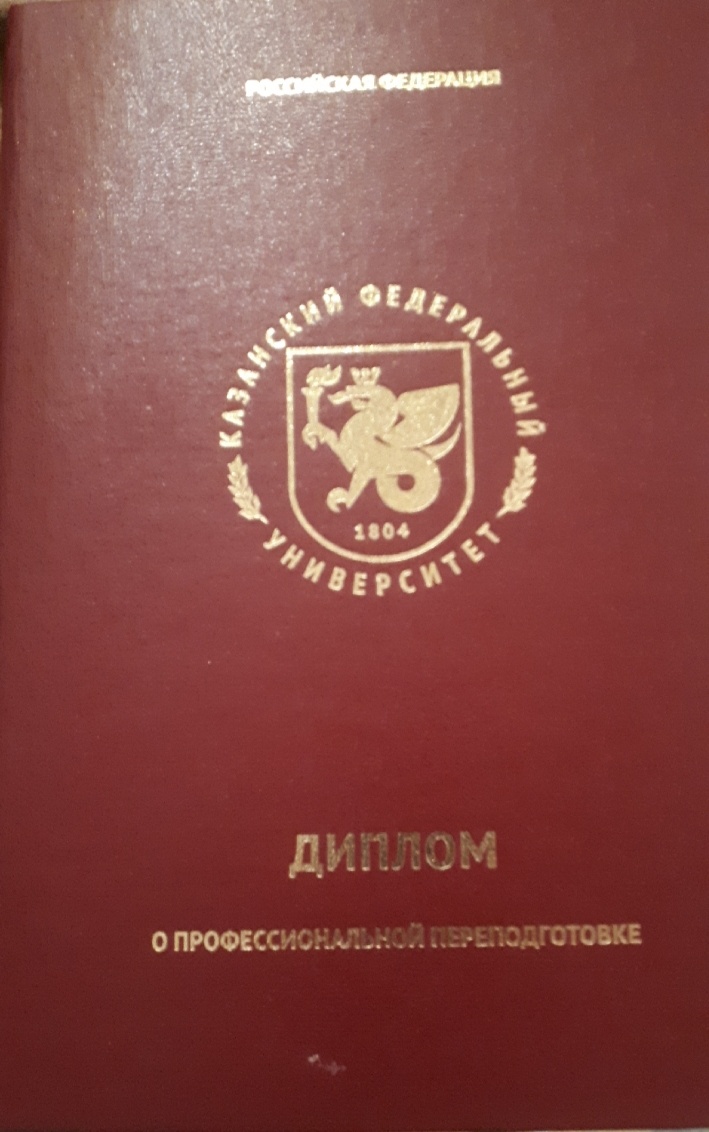 РОССИЙСКАЯ ФЕДЕРАЦИЯ
КАЗАНСКИЙ ФЕДЕРАЛЬНЫЙ
1804
УНИВЕРСИТЕТ
ДИПЛОМ
О ПРОФЕССИОНАЛЬНОЙ ПЕРЕПОДГОТОВКЕ